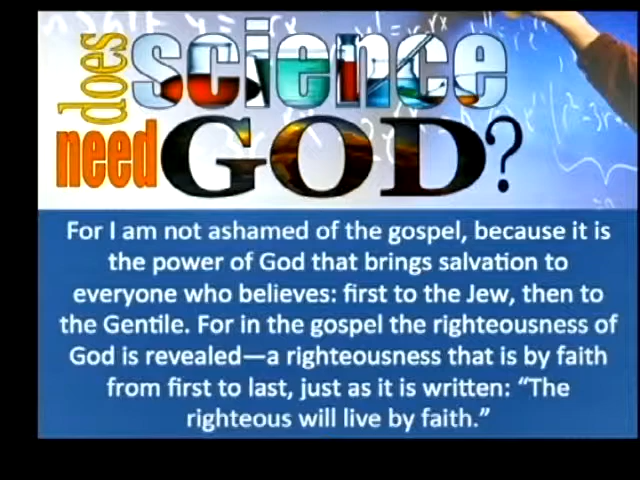 does
science
need
GOD?
For I am not ashamed of the gospel, because it is
the power of God that brings salvation to
everyone who believes: first to the Jew, then to
the Gentile. For in the gospel the righteousness of
God is revealed—a righteousness that is by faith
from first to last, just as it is written: “The
righteous will live by faith.”